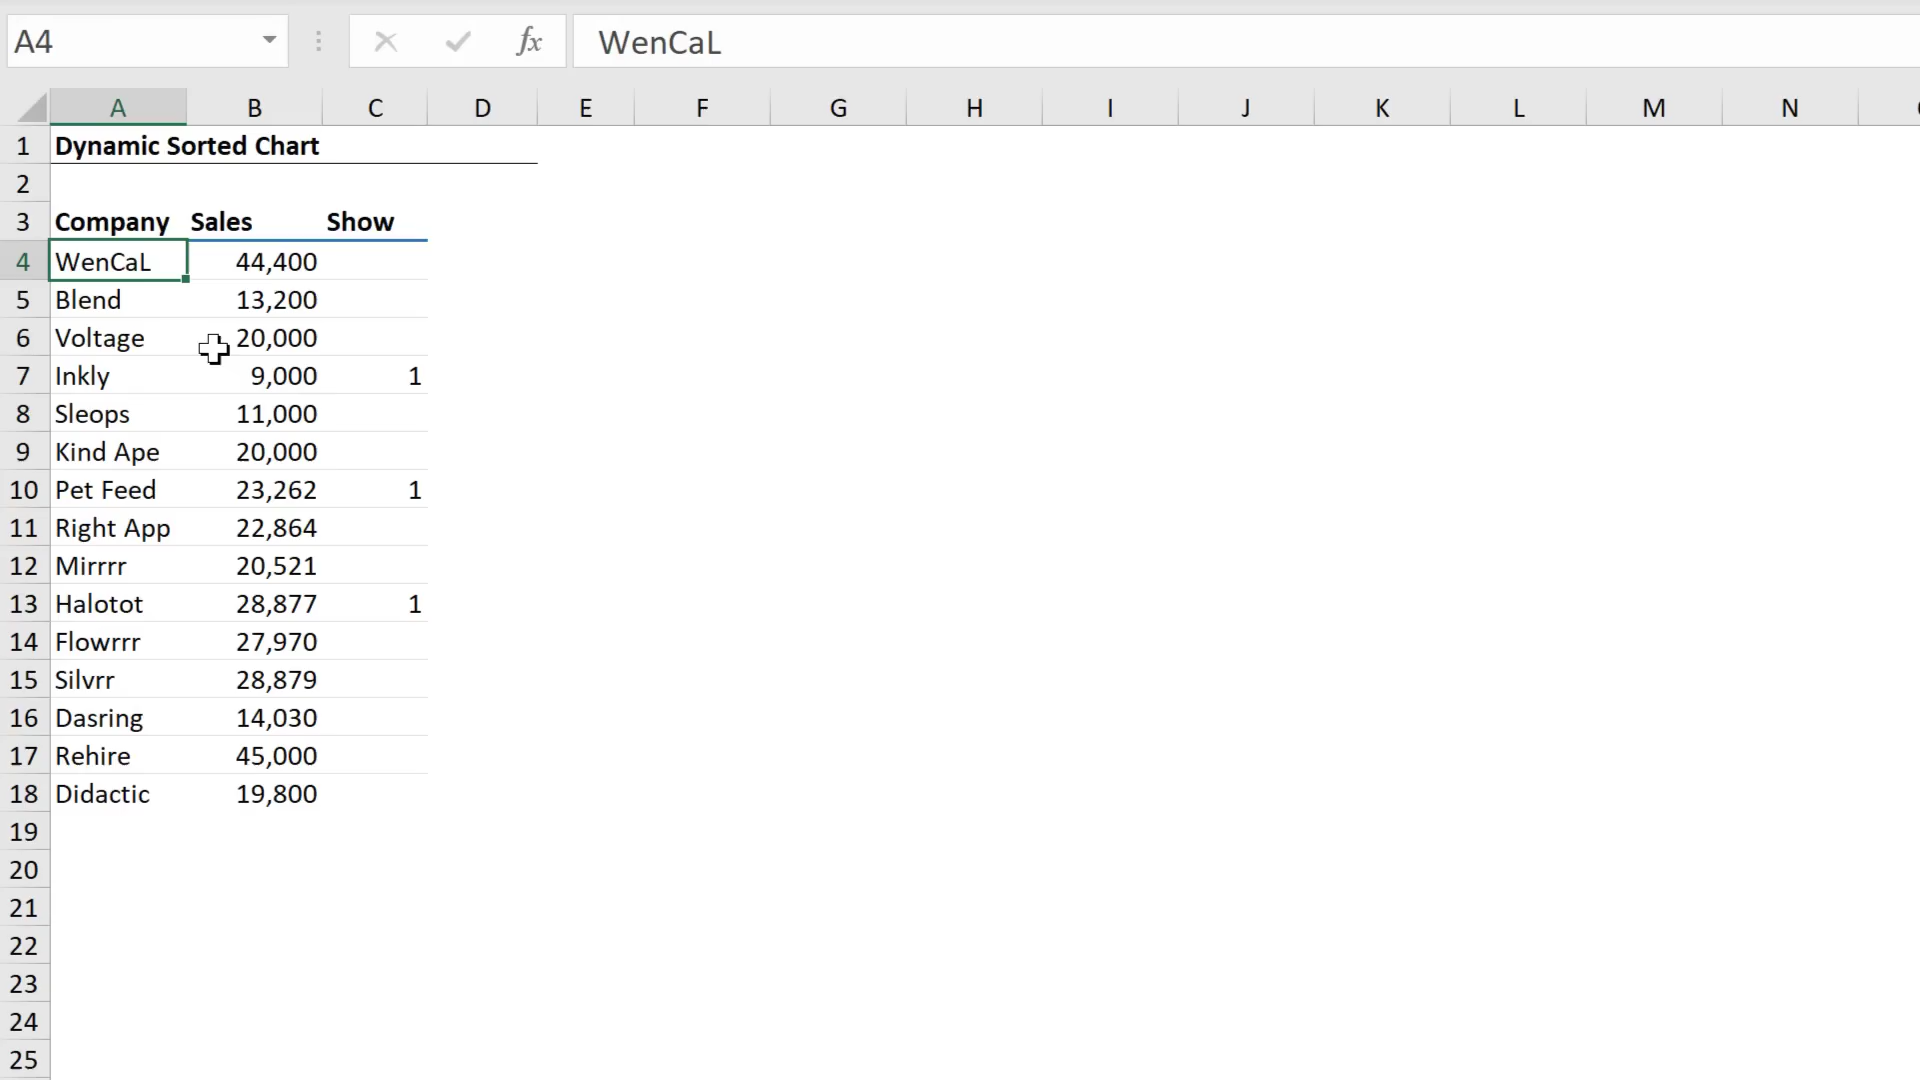 A4 fx WenCaL
A B C D E F G H I J K L M N
1 Dynamic Sorted Chart
2
3 Company Sales Show
4 WenCaL 44,400
5 Blend 13,200
6 Voltage 20,000
7 Inkly 9,000 1
8 Sleops 11,000
9 Kind Ape 20,000
10 Pet Feed 23,262 1
11 Right App 22,864
12 Mirrrr 20,521
13 Halotot 28,877 1
14 Flowrrr 27,970
15 Silvrr 28,879
16 Dasring 14,030
17 Rehire 45,000
18 Didactic 19,800
19
20
21
22
23
24
25